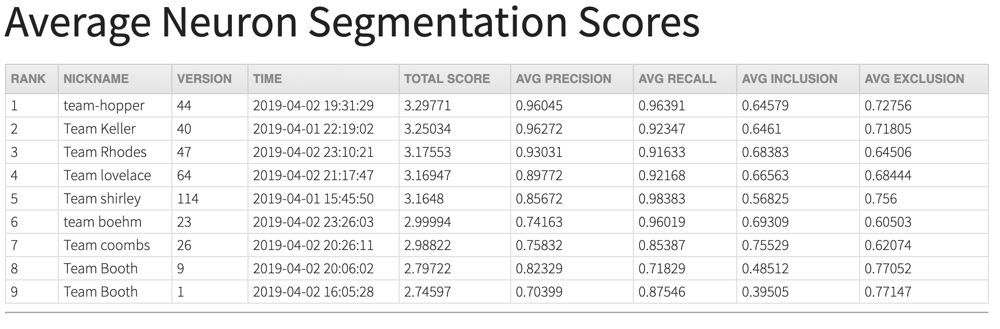 Average Neuron Segmentation Scores
RANK NICKNAME VERSION TIME TOTAL SCORE AVG PRECISION AVG RECALL AVG INCLUSION AVG EXCLUSION
1 team-hopper 44 2019-04-02 19:31:29 3.29771 0.96045 0.96391 0.64579 0.72756
2 Team Keller 40 2019-04-01 22:19:02 3.25034 0.96272 0.92347 0.6461 0.71805
3 Team Rhodes 47 2019-04-02 23:10:21 3.17553 0.93031 0.91633 0.68383 0.64506
4 Team lovelace 64 2019-04-02 21:17:47 3.16947 0.89772 0.92168 0.66563 0.68444
5 Team shirley 114 2019-04-01 15:45:50 3.1648 0.85672 0.98383 0.56825 0.756
6 team boehm 23 2019-04-02 23:26:03 2.99994 0.74163 0.96019 0.69309 0.60503
7 Team coombs 26 2019-04-02 20:26:11 2.98822 0.75832 0.85387 0.75529 0.62074
8 Team Booth 9 2019-04-02 20:06:02 2.79722 0.82329 0.71829 0.48512 0.77052
9 Team Booth 1 2019-04-02 16:05:28 2.74597 0.70399 0.87546 0.39505 0.77147